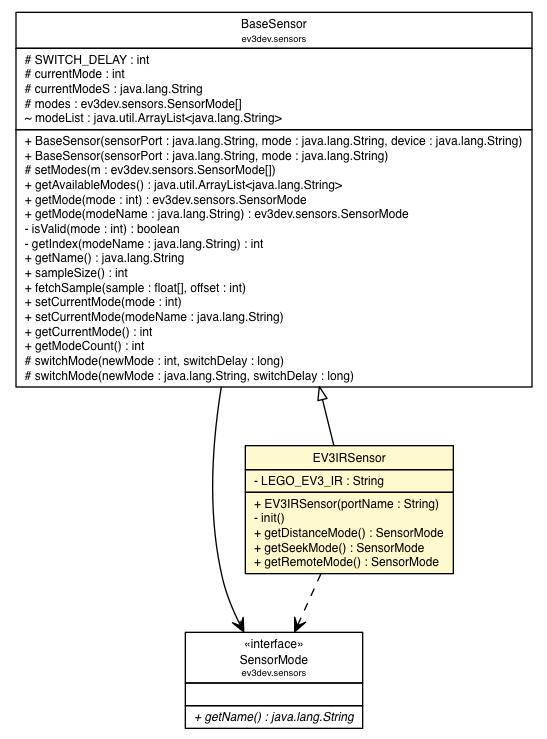 BaseSensor
ev3dev.sensors
# SWITCH_DELAY : int
# currentMode : int
# currentModeS : java.lang.String
# modes : ev3dev.sensors.SensorMode[]
~ modeList : java.util.ArrayList<java.lang.String>
+ BaseSensor(sensorPort : java.lang.String, mode : java.lang.String, device : java.lang.String)
+ BaseSensor(sensorPort : java.lang.String, mode : java.lang.String)
# setModes(m : ev3dev.sensors.SensorMode[])
+ getAvailableModes() : java.util.ArrayList<java.lang.String>
+ getMode(mode : int) : ev3dev.sensors.SensorMode
+ getMode(modeName : java.lang.String) : ev3dev.sensors.SensorMode
- isValid(mode : int) : boolean
- getIndex(modeName : java.lang.String) : int
+ getName() : java.lang.String
+ sampleSize() : int
+ fetchSample(sample : float[], offset : int)
+ setCurrentMode(mode : int)
+ setCurrentMode(modeName : java.lang.String)
+ getCurrentMode() : int
+ getModeCount() : int
# switchMode(newMode : int, switchDelay : long)
# switchMode(newMode : java.lang.String, switchDelay : long)
EV3IRSensor
- LEGO_EV3_IR : String
+ EV3IRSensor(portName : String)
- init()
+ getDistanceMode() : SensorMode
+ getSeekMode() : SensorMode
+ getRemoteMode() : SensorMode
«interface»
SensorMode
ev3dev.sensors
+ getName() : java.lang.String